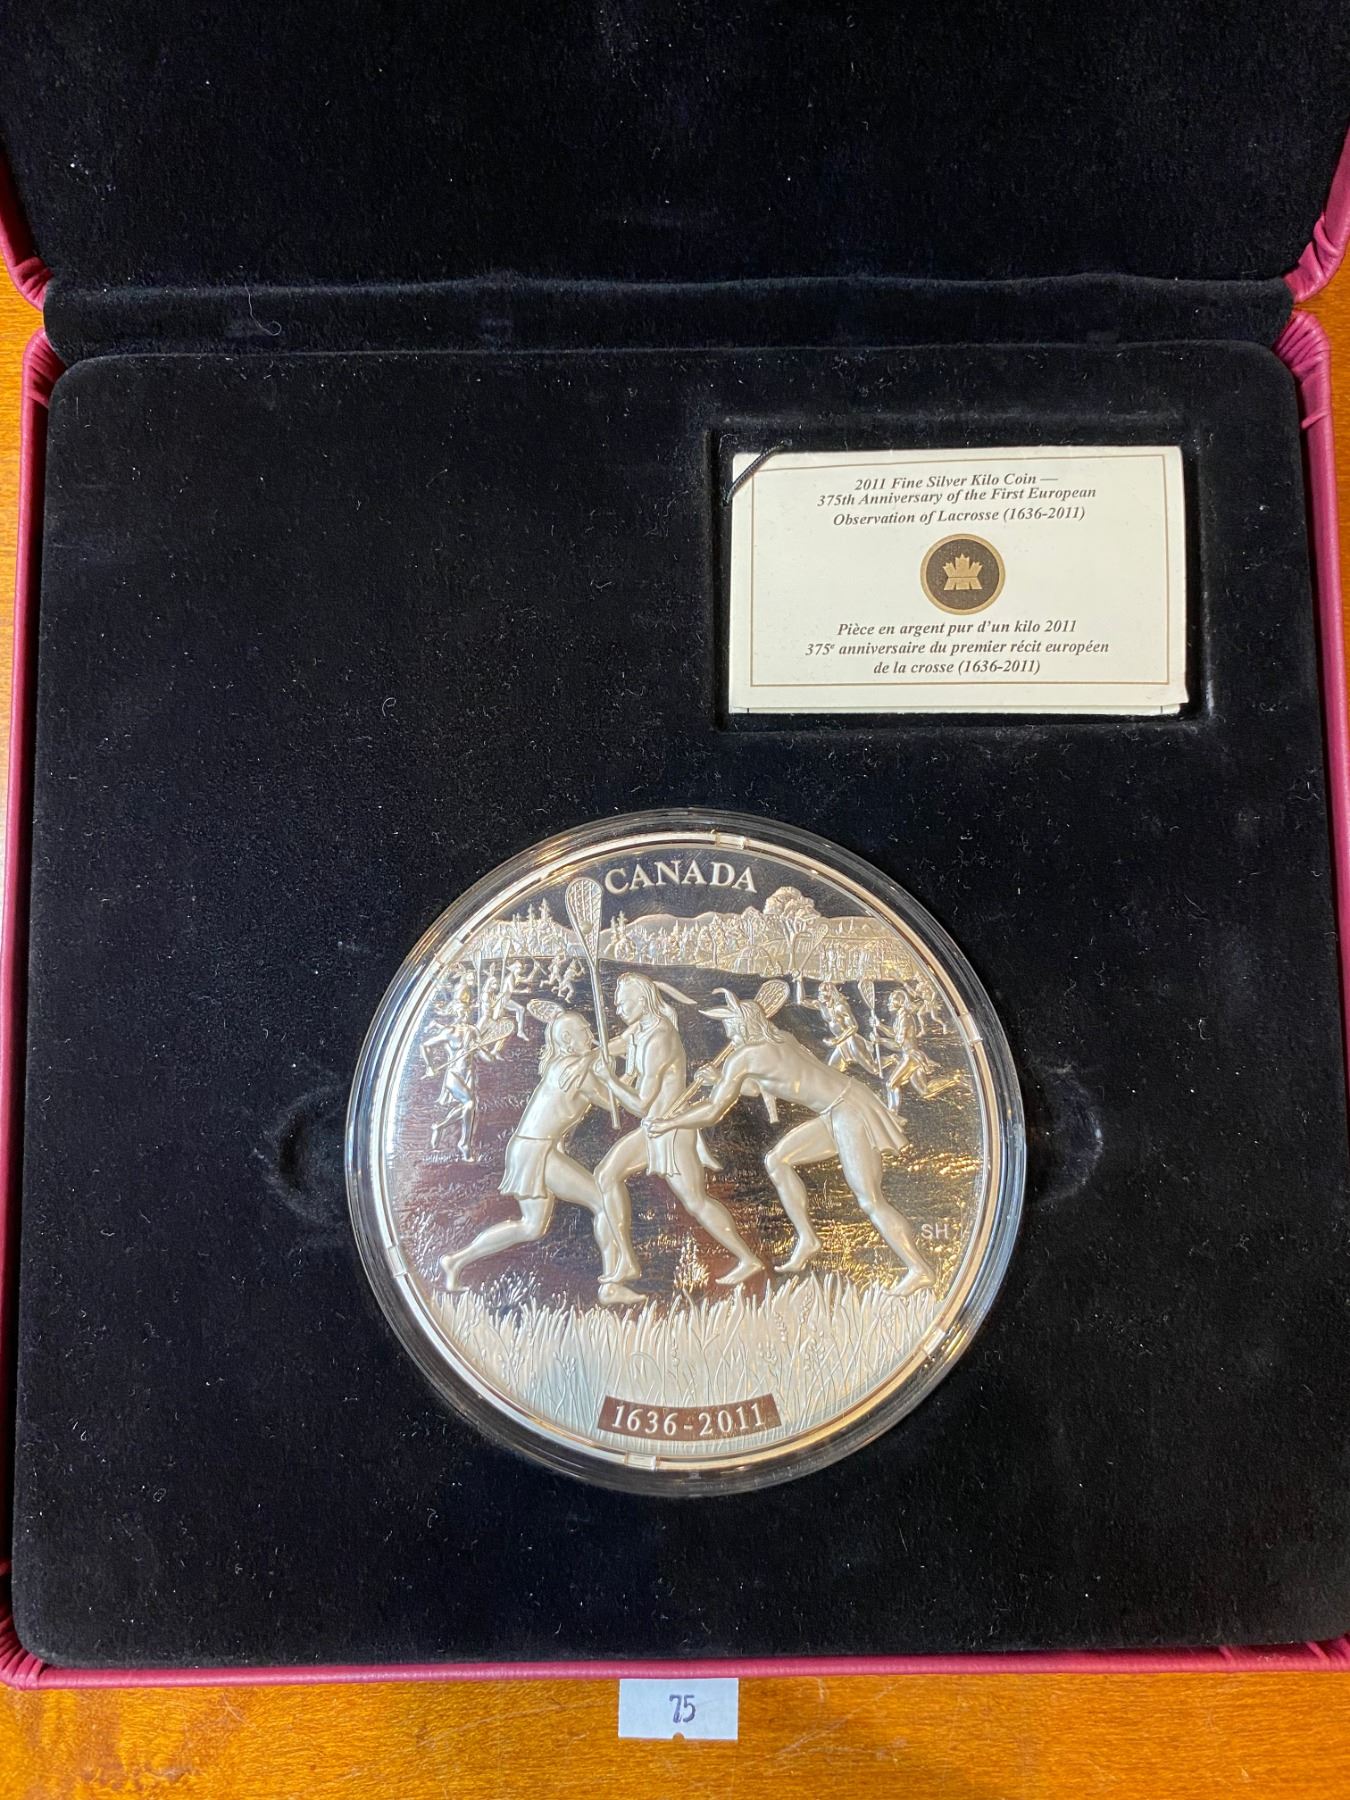 2011 Fine Silver Kilo Coin —
375th Anniversary of the First European
Observation of Lacrosse (1636-2011)
Pièce en argent pur d'un kilo 2011
375e anniversaire du premier récit européen
de la crosse (1636-2011)
CANADA
SH
1636-2011
75